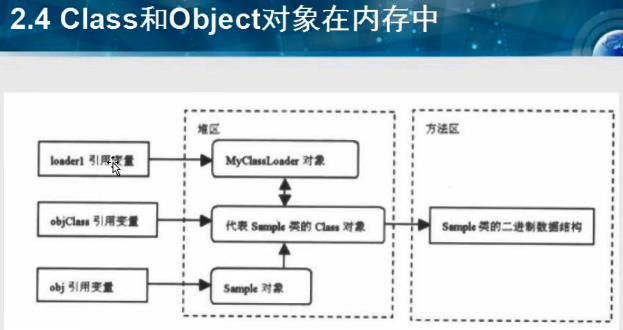 2.4 Class和Object对象在内存中
堆区
方法区
loader1 引用变量
MyClassLoader 对象
objClass 引用变量
代表 Sample 类的 Class 对象
Sample 类的二进制数据结构
obj 引用变量
Sample 对象